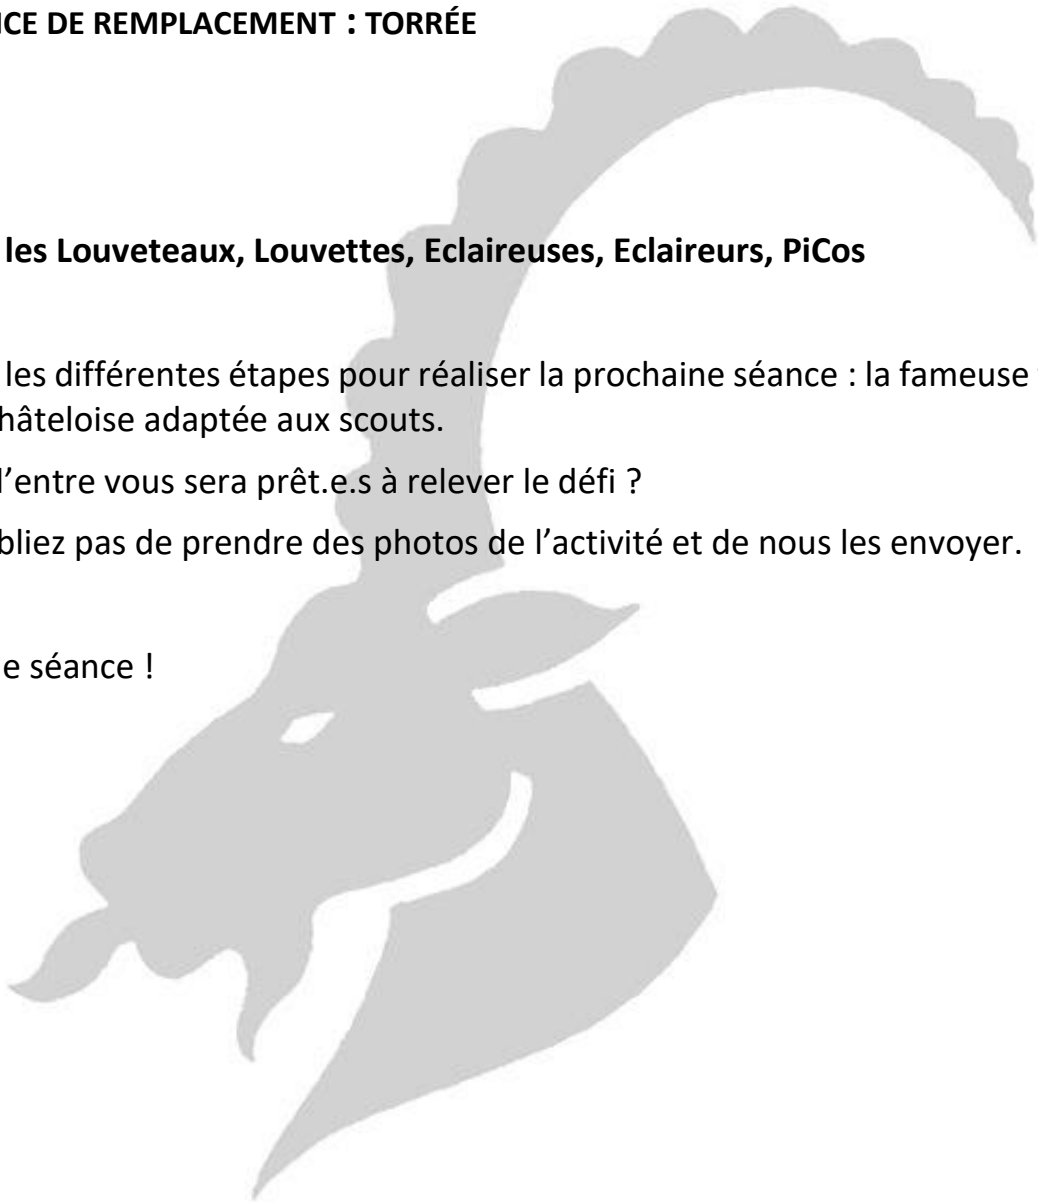 NCE DE REMPLACEMENT : TORRÉE
les Louveteaux, Louvettes, Eclaireuses, Eclaireurs, PiCos
les différentes étapes pour réaliser la prochaine séance : la fameuse
hâteloise adaptée aux scouts.
d’entre vous sera prêt.e.s à relever le défi ?
bliez pas de prendre des photos de l’activité et de nous les envoyer.
e séance !